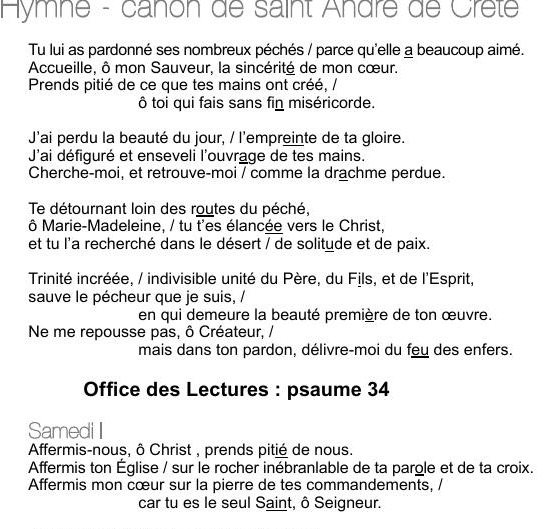 Hymne - canon de saint André de Crète
Tu lui as pardonné ses nombreux péchés / parce qu’elle a beaucoup aimé.
Accueille, ô mon Sauveur, la sincérité de mon cœur.
Prends pitié de ce que tes mains ont créé, /
ô toi qui fais sans fin miséricorde.
J’ai perdu la beauté du jour, / l’empreinte de ta gloire.
J’ai défiguré et enseveli l’ouvrage de tes mains.
Cherche-moi, et retrouve-moi / comme la drachme perdue.
Te détournant loin des routes du péché,
ô Marie-Madeleine, / tu t’es élancée vers le Christ,
et tu l’a recherché dans le désert / de solitude et de paix.
Trinité incréée, / indivisible unité du Père, du Fils, et de l’Esprit,
sauve le pécheur que je suis, /
en qui demeure la beauté première de ton œuvre.
Ne me repousse pas, ô Créateur, /
mais dans ton pardon, délivre-moi du feu des enfers.
Office des Lectures : psaume 34
Samedi I
Affermis-nous, ô Christ , prends pitié de nous.
Affermis ton Église / sur le rocher inébranlable de ta parole et de ta croix.
Affermis mon cœur sur la pierre de tes commandements, /
car tu es le seul Saint, ô Seigneur.